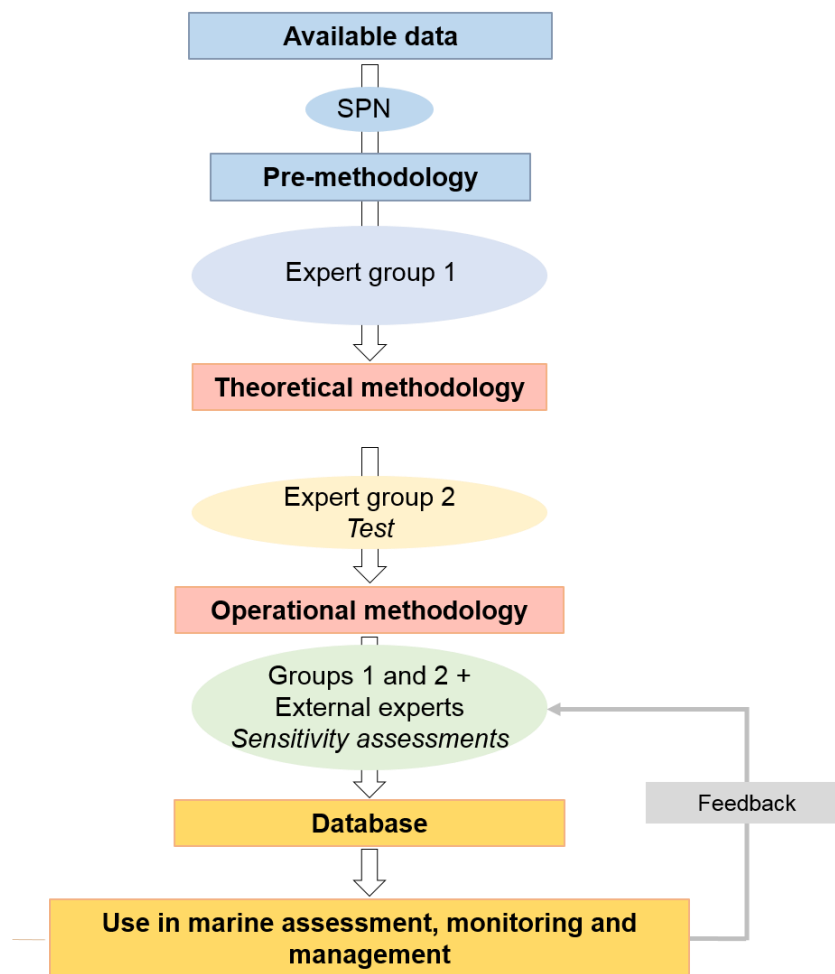 Available data
SPN
Pre-methodology
Expert group 1
Theoretical methodology
Expert group 2
Test
Operational methodology
Groups 1 and 2 +
External experts
Sensitivity assessments
Feedback
Database
Use in marine assessment, monitoring and
management